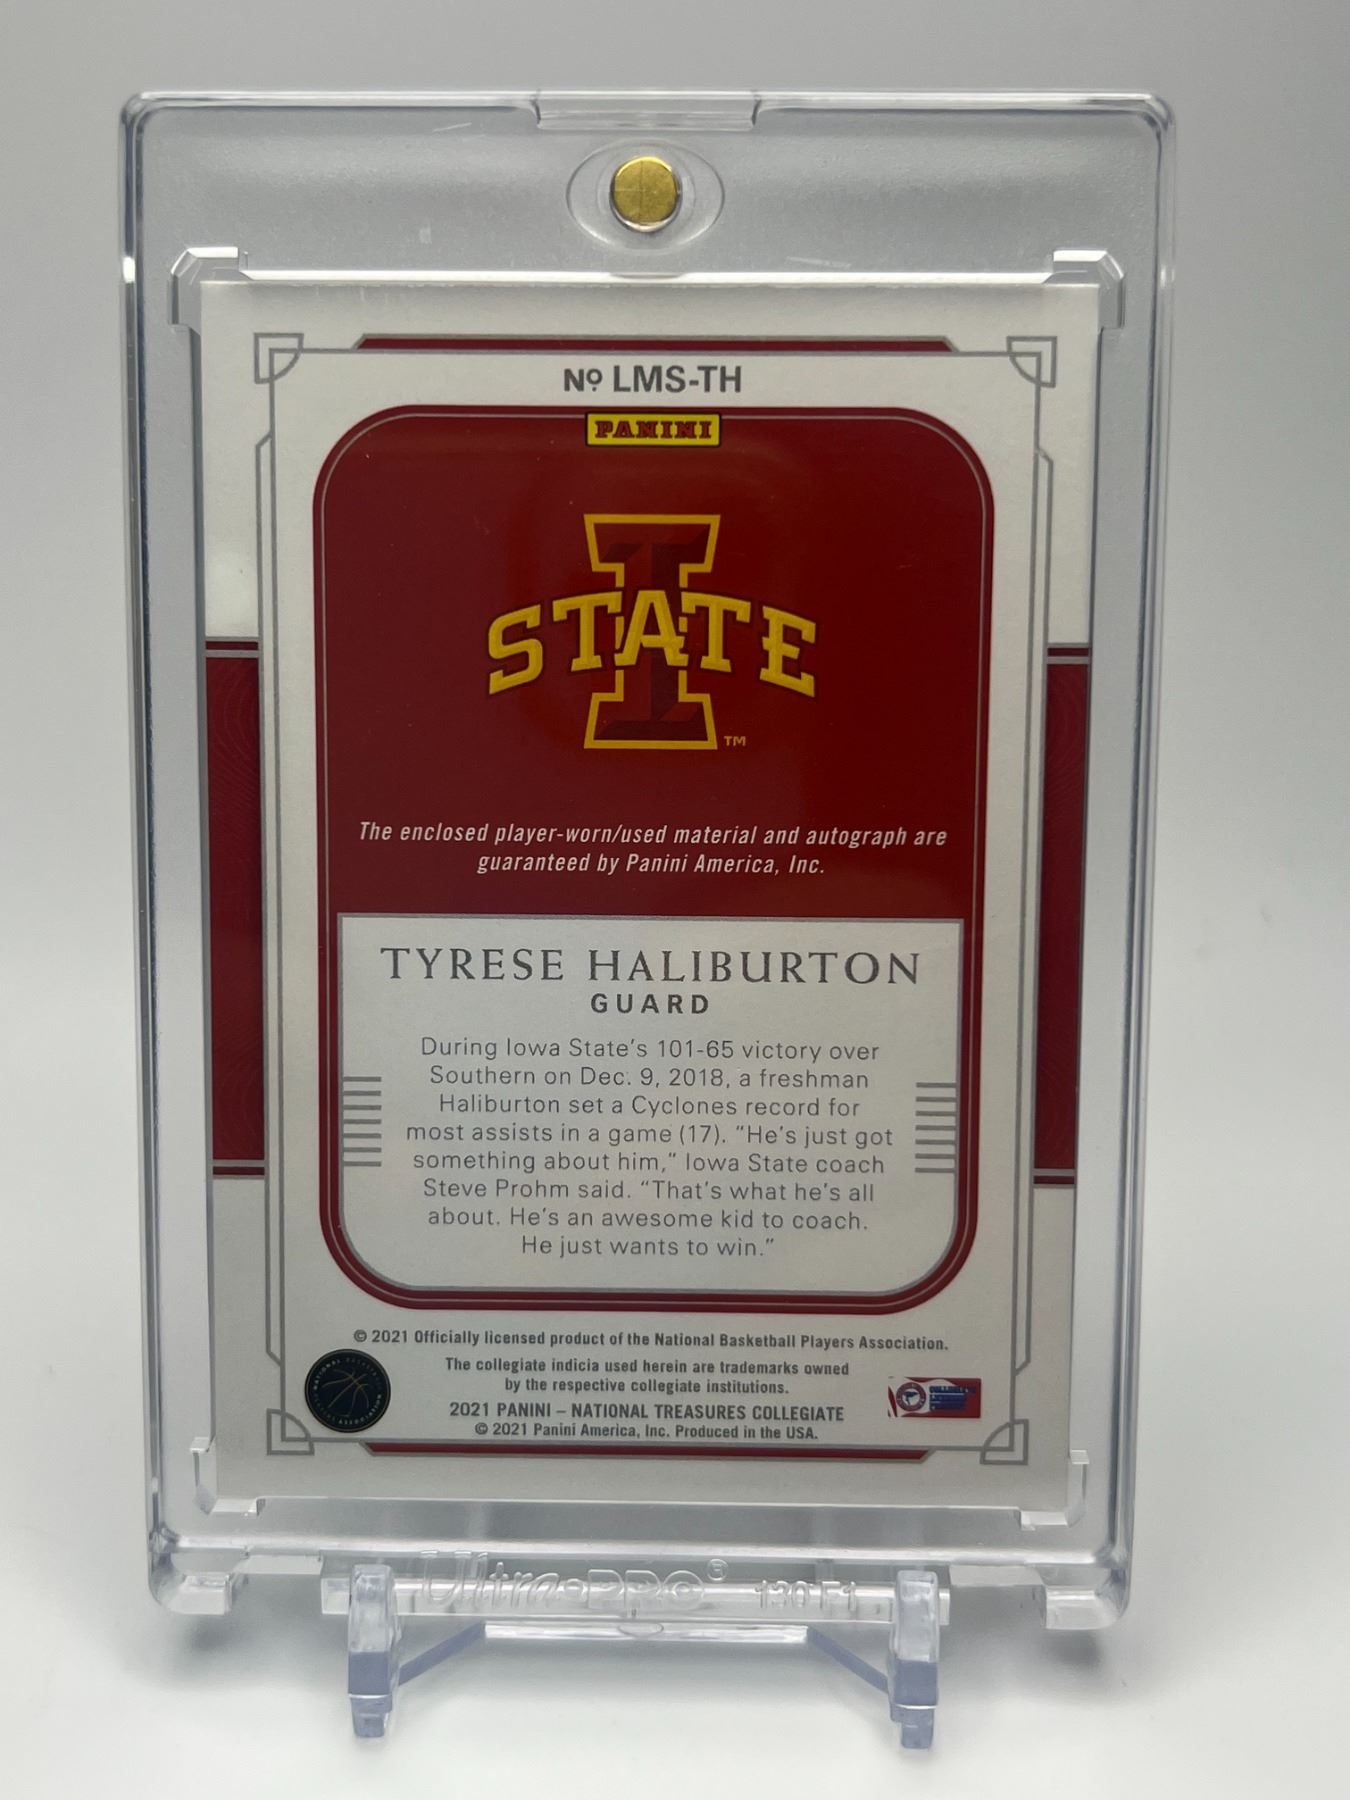 Nº LMS-TH
PANINI
I
STATE
TM
The enclosed player-worn/used material and autograph are
guaranteed by Panini America, Inc.
TYRESE HALIBURTON
GUARD
During Iowa State's 101-65 victory over
Southern on Dec. 9, 2018, a freshman
Haliburton set a Cyclones record for
most assists in a game (17). "He's just got
something about him," Iowa State coach
Steve Prohm said. "That's what he's all
about. He's an awesome kid to coach.
He just wants to win."
© 2021 Officially licensed product of the National Basketball Players Association.
The collegiate indicia used herein are trademarks owned
by the respective collegiate institutions.
2021 PANINI – NATIONAL TREASURES COLLEGIATE
© 2021 Panini America, Inc. Produced in the USA.
Ultra•PRO® 130 F1